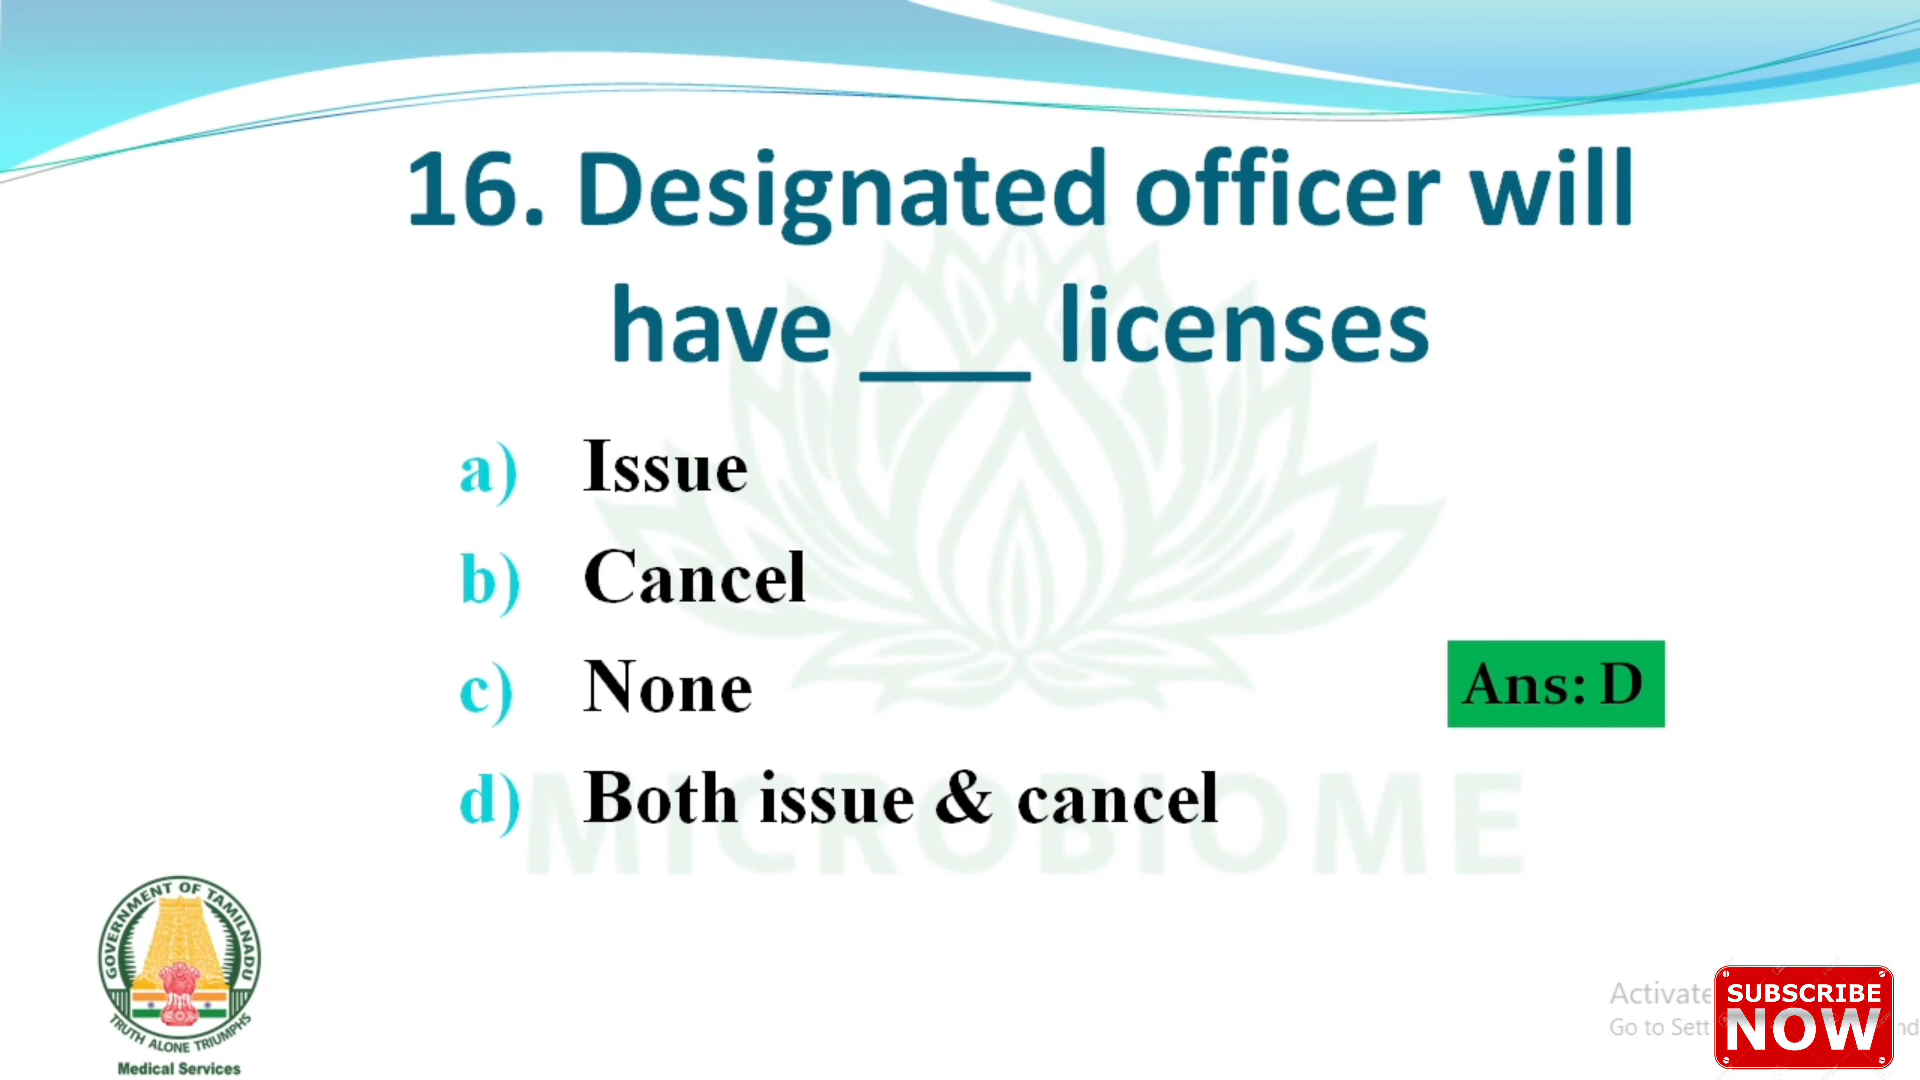 16. Designated officer will
have ___ licenses
a) Issue
b) Cancel
c) None
Ans: D
d) Both issue & cancel
MICROBIOME
GOVERNMENT OF TAMILNADU
TRUTH ALONE TRIUMPHS
Medical Services
Activate
Go to Sett
SUBSCRIBE
NOW